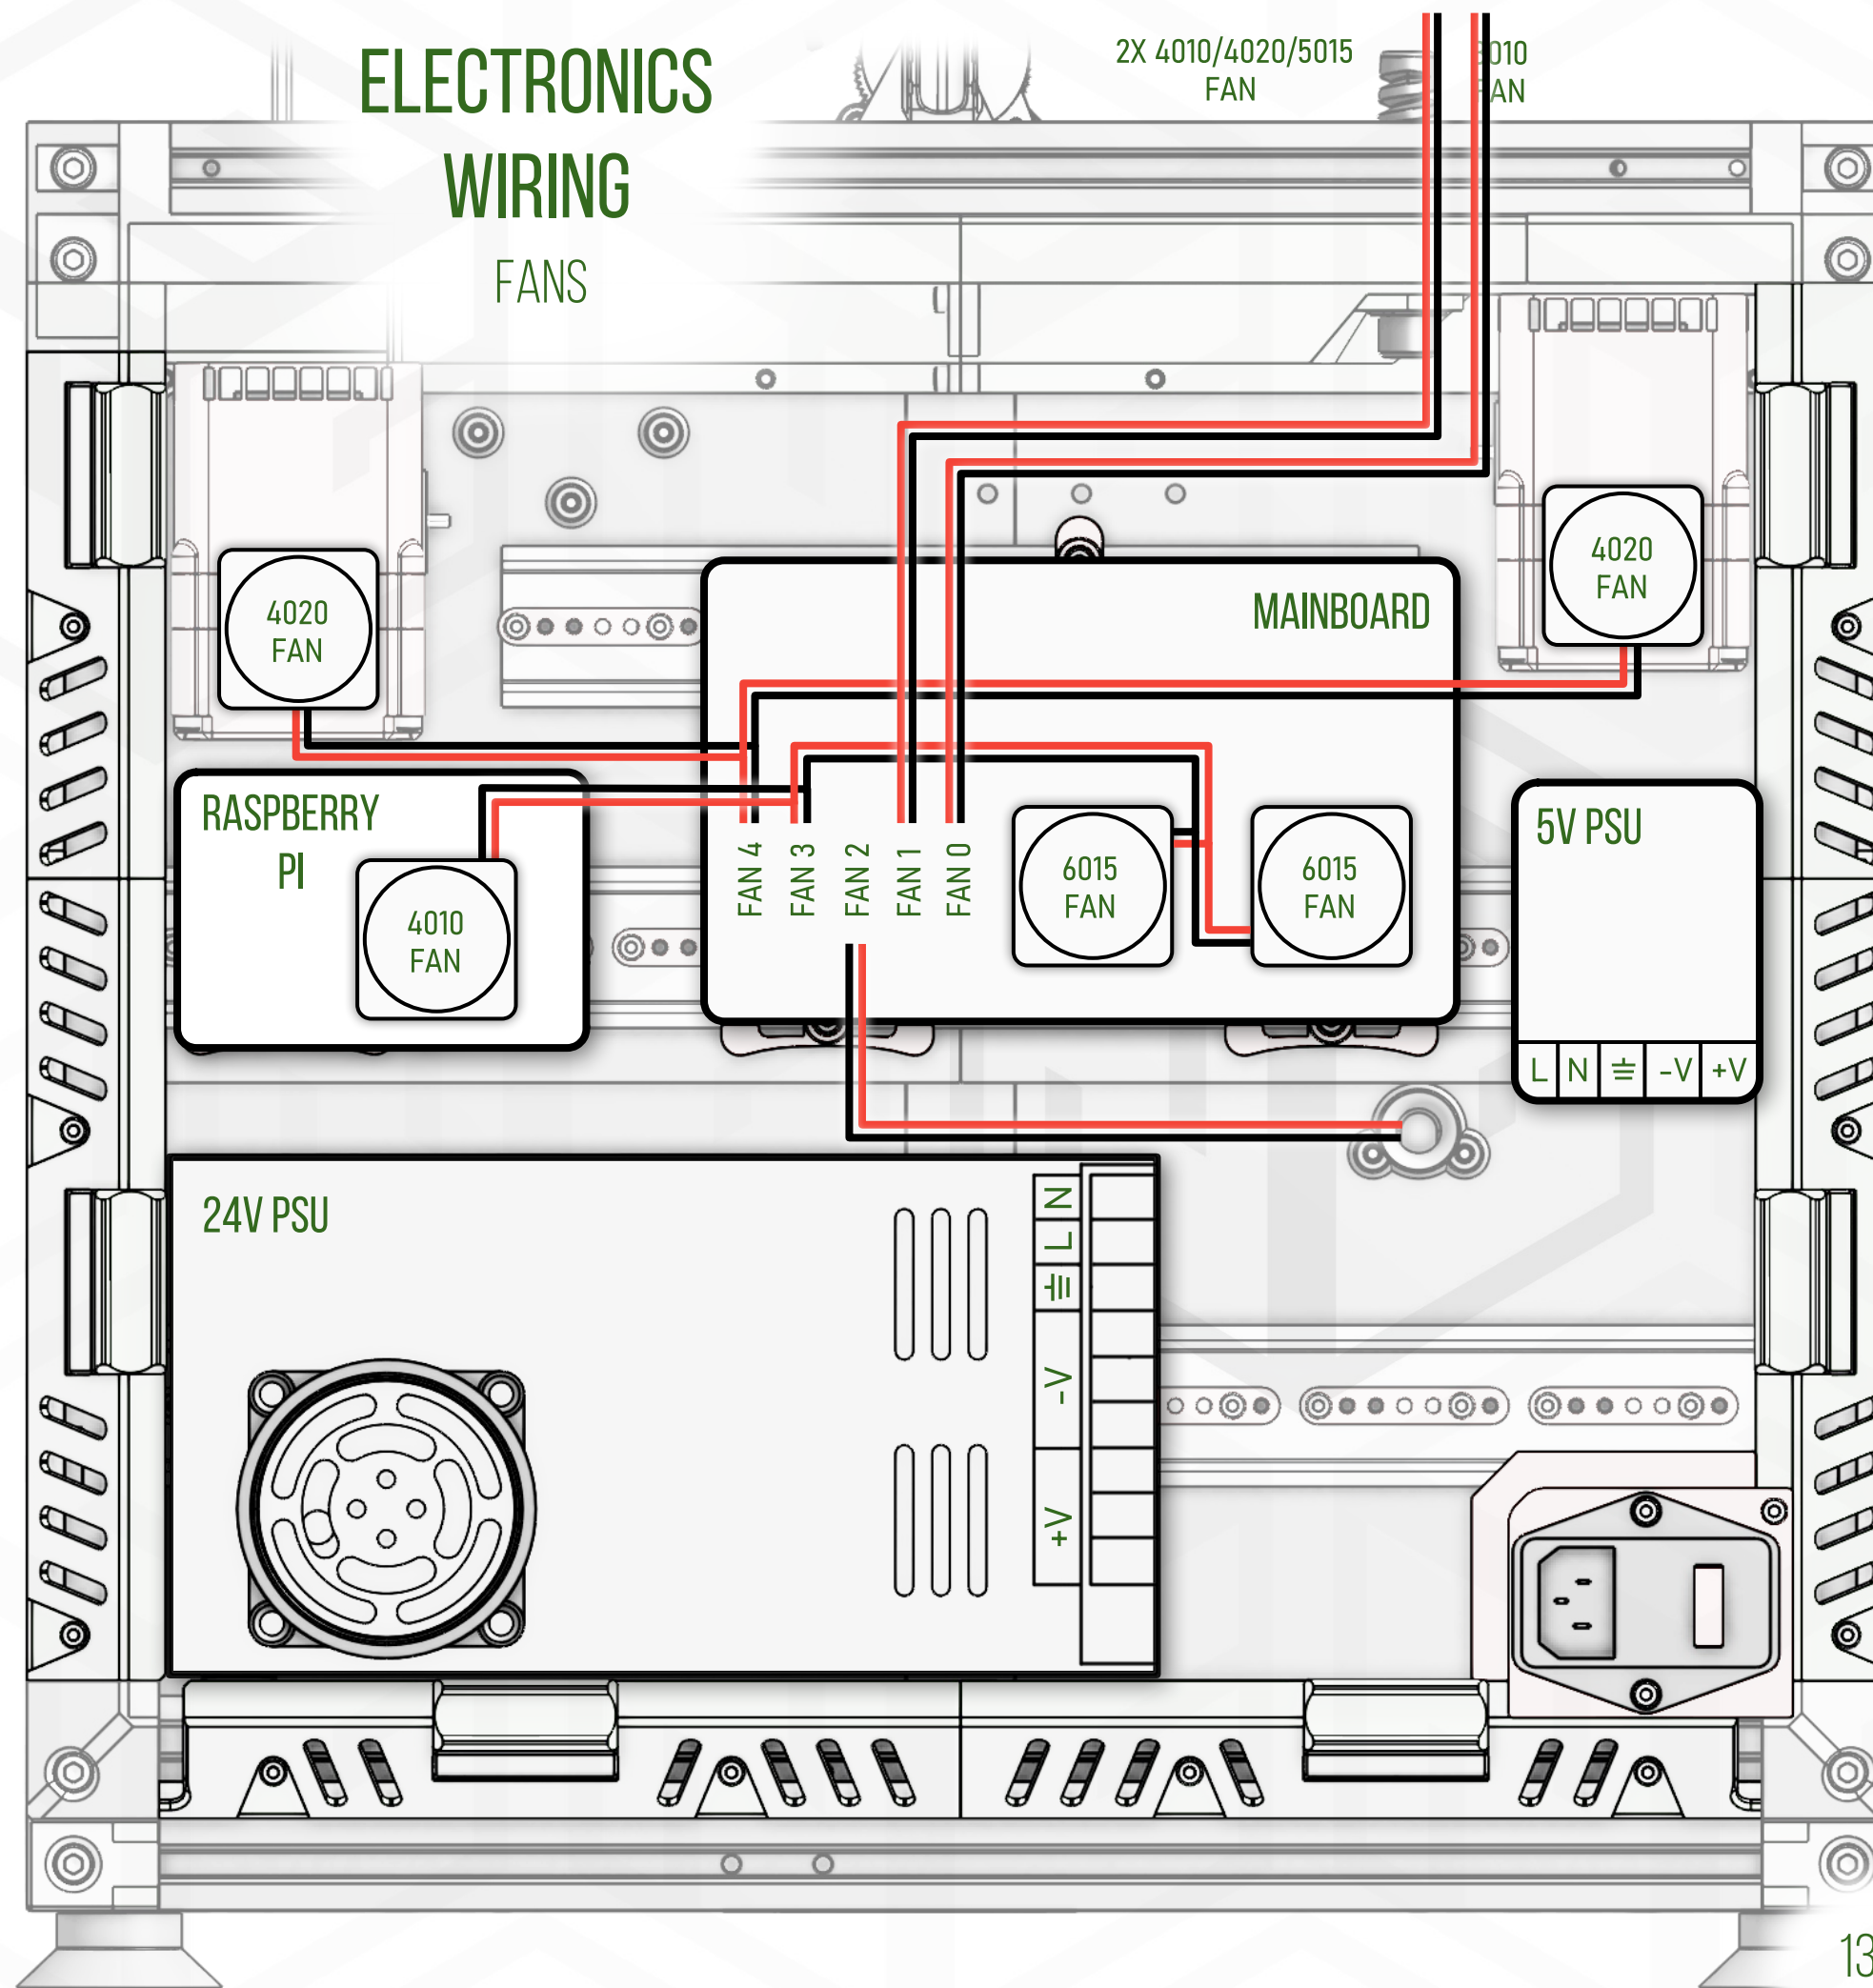 ELECTRONICS
WIRING
FANS
2X 4010/4020/5015
FAN
4020
FAN
4020
FAN
MAINBOARD
RASPBERRY
PI
4010
FAN
FAN 4
FAN 3
FAN 2
FAN 1
FAN 0
6015
FAN
6015
FAN
5V PSU
L N -V +V
24V PSU
N
L
-V
+V